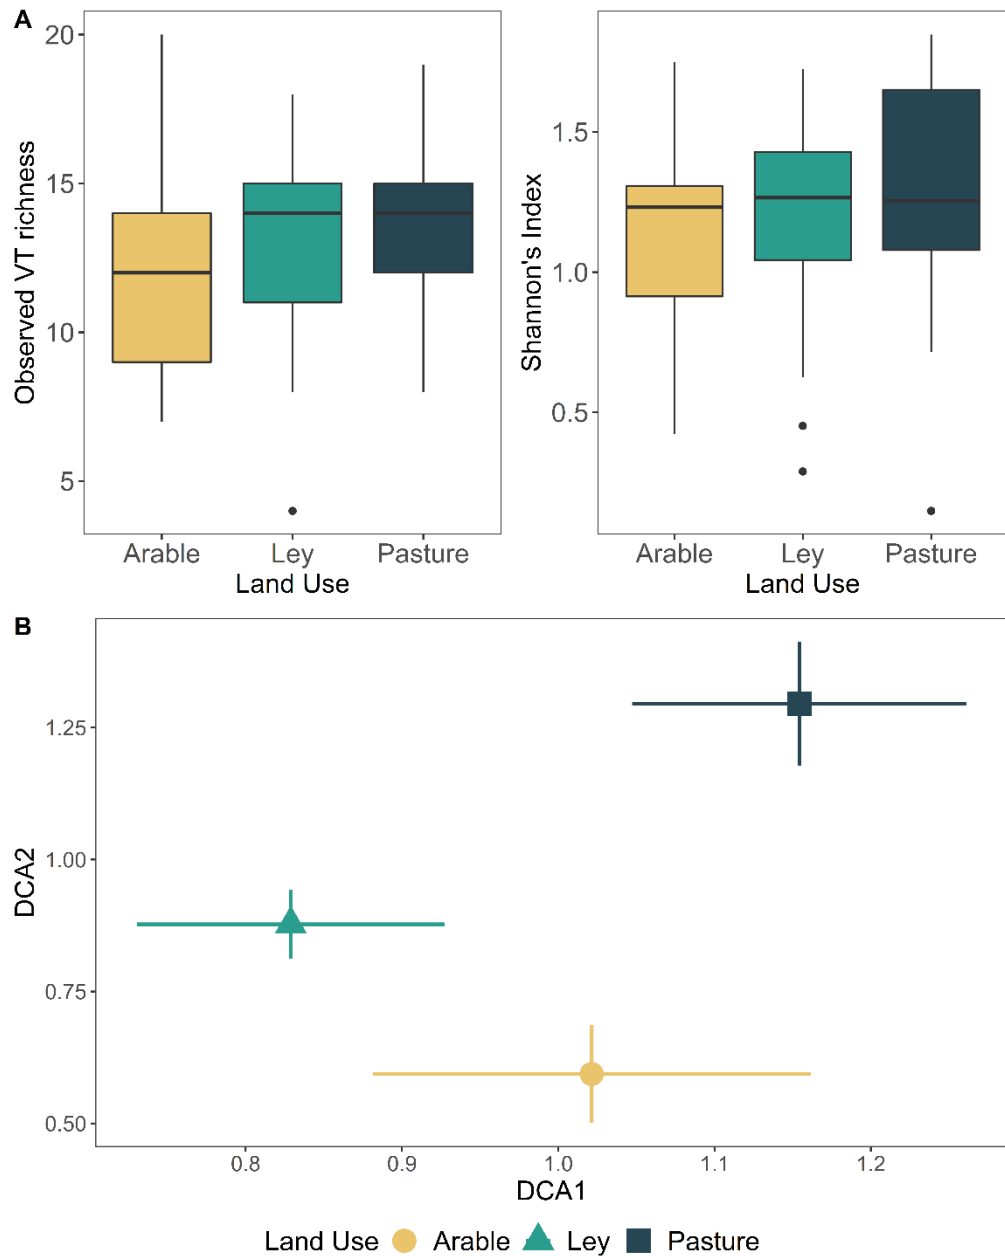 A
Observed VT richness
20
15
10
5
Arable Ley Pasture
Land Use
Shannon's Index
1.5
1.0
0.5
Arable Ley Pasture
Land Use
B
DCA2
1.25
1.00
0.75
0.50
0.8 0.9 1.0 1.1 1.2
DCA1
Land Use Arable Ley Pasture